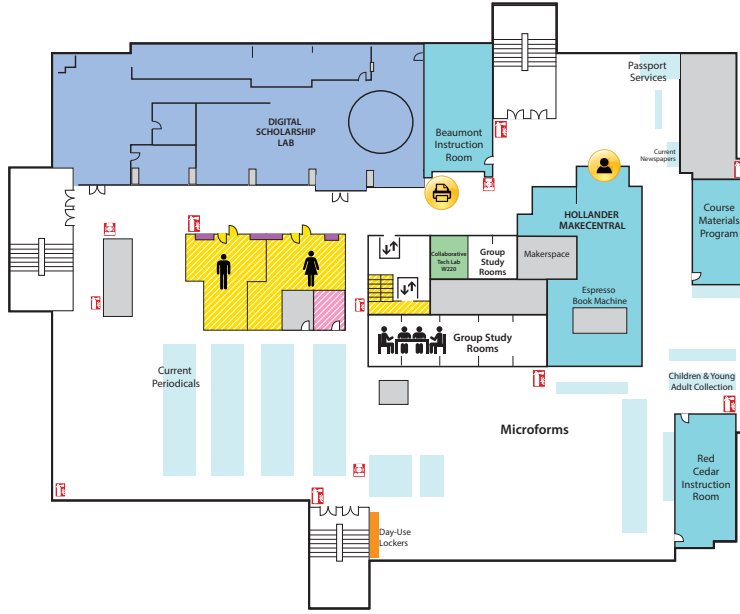 Passport
Services
DIGITAL
SCHOLARSHIP
LAB
Beaumont
Instruction
Room
Current
Newspapers
Course
Materials
Program
HOLLANDER
MAKECENTRAL
Collaborative
Tech Lab
W220
Group
Study
Rooms
Makerspace
Espresso
Book Machine
Group Study
Rooms
Current
Periodicals
Children & Young
Adult Collection
Microforms
Red
Cedar
Instruction
Room
Day-Use
Lockers